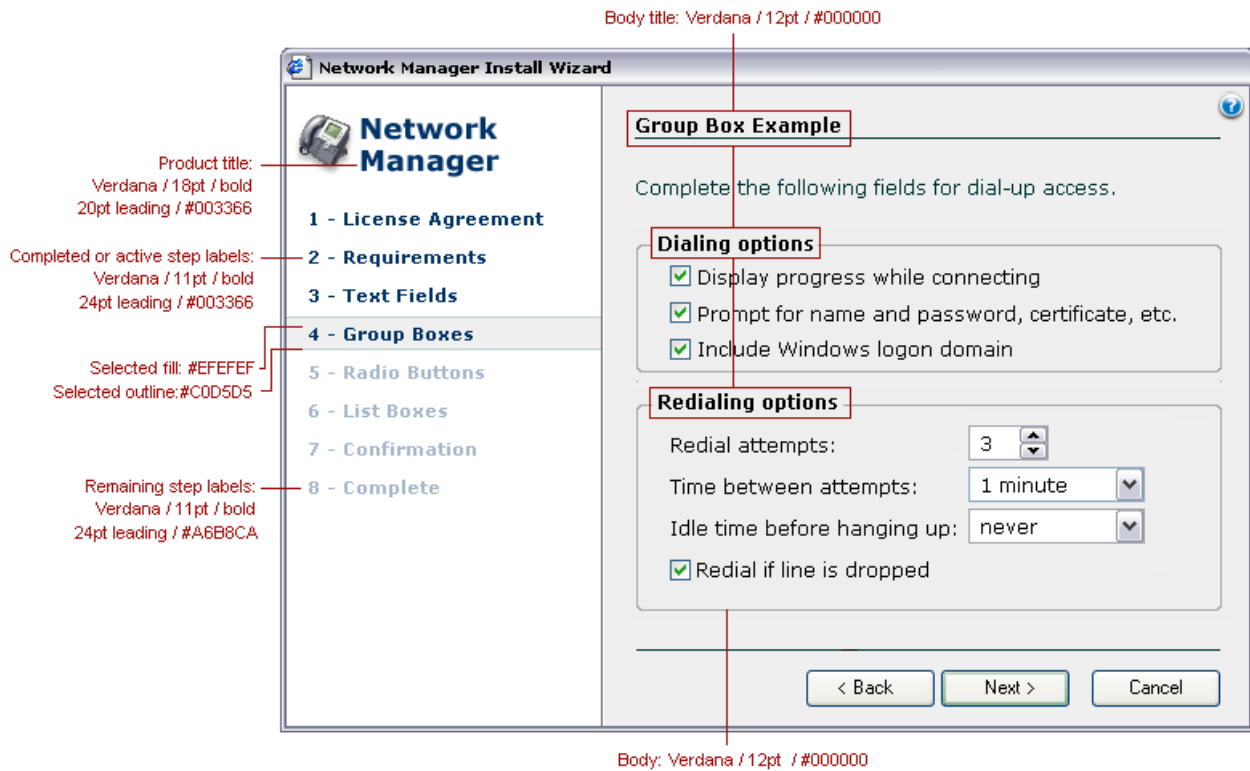 Body title: Verdana / 12pt / #000000
Network Manager Install Wizard
Network
Manager
Product title:
Verdana / 18pt / bold
20pt leading / #003366
1 - License Agreement
Completed or active step labels:
Verdana / 11pt / bold
24pt leading / #003366
2 - Requirements
3 - Text Fields
4 - Group Boxes
Selected fill: #EFEFEF
Selected outline:#C0D5D5
5 - Radio Buttons
6 - List Boxes
7 - Confirmation
8 - Complete
Remaining step labels:
Verdana / 11pt / bold
24pt leading / #A6B8CA
?
Group Box Example
Complete the following fields for dial-up access.
Dialing options
Display progress while connecting
Prompt for name and password, certificate, etc.
Include Windows logon domain
Redialing options
Redial attempts: 3
Time between attempts: 1 minute
Idle time before hanging up: never
Redial if line is dropped
< Back Next > Cancel
Body: Verdana / 12pt / #000000